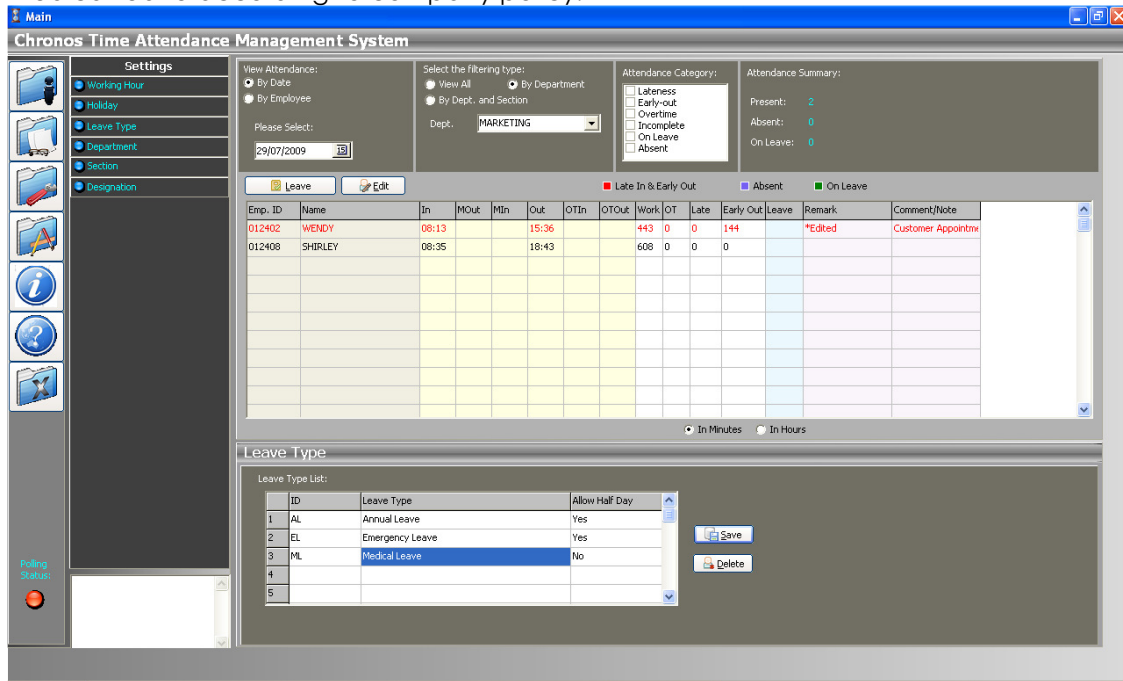 Main
Chronos Time Attendance Management System
Settings
Working Hour
Holiday
Leave Type
Department
Section
Designation
View Attendance:
By Date
By Employee
Please Select:
29/07/2009 15
Select the filtering type:
View All By Department
By Dept. and Section
Dept. MARKETING
Attendance Category:
Lateness
Early-out
Overtime
Incomplete
On Leave
Absent
Attendance Summary:
Present: 2
Absent: 0
On Leave: 0
Leave Edit
Late In & Early Out Absent On Leave
Emp. ID Name In MOut MIn Out OTIn OTOut Work OT Late Early Out Leave Remark Comment/Note
012402 WENDY 08:13 15:36 443 0 0 144 *Edited Customer Appointme
012408 SHIRLEY 08:35 18:43 608 0 0 0
In Minutes In Hours
Leave Type
Leave Type List:
ID Leave Type Allow Half Day
1 AL Annual Leave Yes
2 EL Emergency Leave Yes
3 ML Medical Leave No
4
5
Save
Delete
Polling
Status: